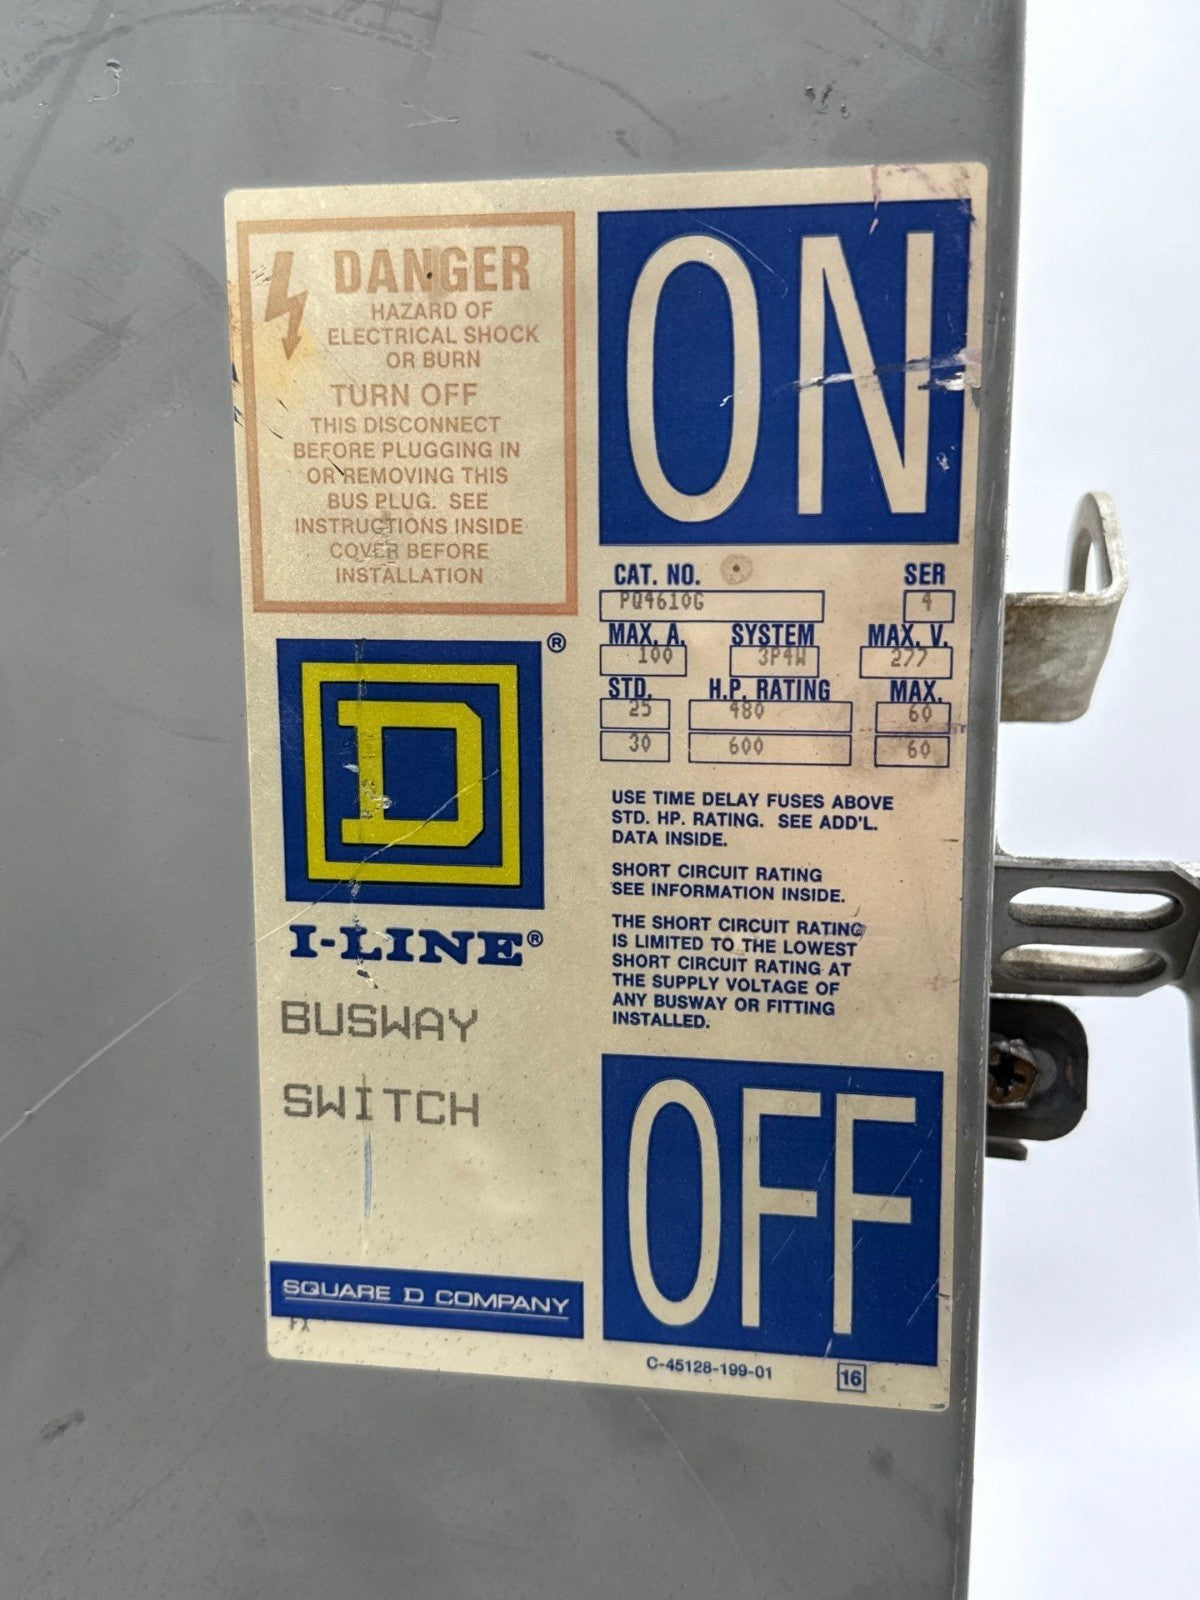 DANGER
HAZARD OF
ELECTRICAL SHOCK
OR BURN
TURN OFF
THIS DISCONNECT
BEFORE PLUGGING IN
OR REMOVING THIS
BUS PLUG. SEE
INSTRUCTIONS INSIDE
COVER BEFORE
INSTALLATION
D®
I-LINE®
BUSWAY
SWITCH
SQUARE D COMPANY
FX
ON
CAT. NO. SER
PQ4610G 4
MAX. A. SYSTEM MAX. V.
100 3P4W 277
STD. H.P. RATING MAX.
25 480 60
30 600 60
USE TIME DELAY FUSES ABOVE
STD. HP. RATING. SEE ADD'L.
DATA INSIDE.
SHORT CIRCUIT RATING
SEE INFORMATION INSIDE.
THE SHORT CIRCUIT RATING
IS LIMITED TO THE LOWEST
SHORT CIRCUIT RATING AT
THE SUPPLY VOLTAGE OF
ANY BUSWAY OR FITTING
INSTALLED.
OFF
C-45128-199-01 16